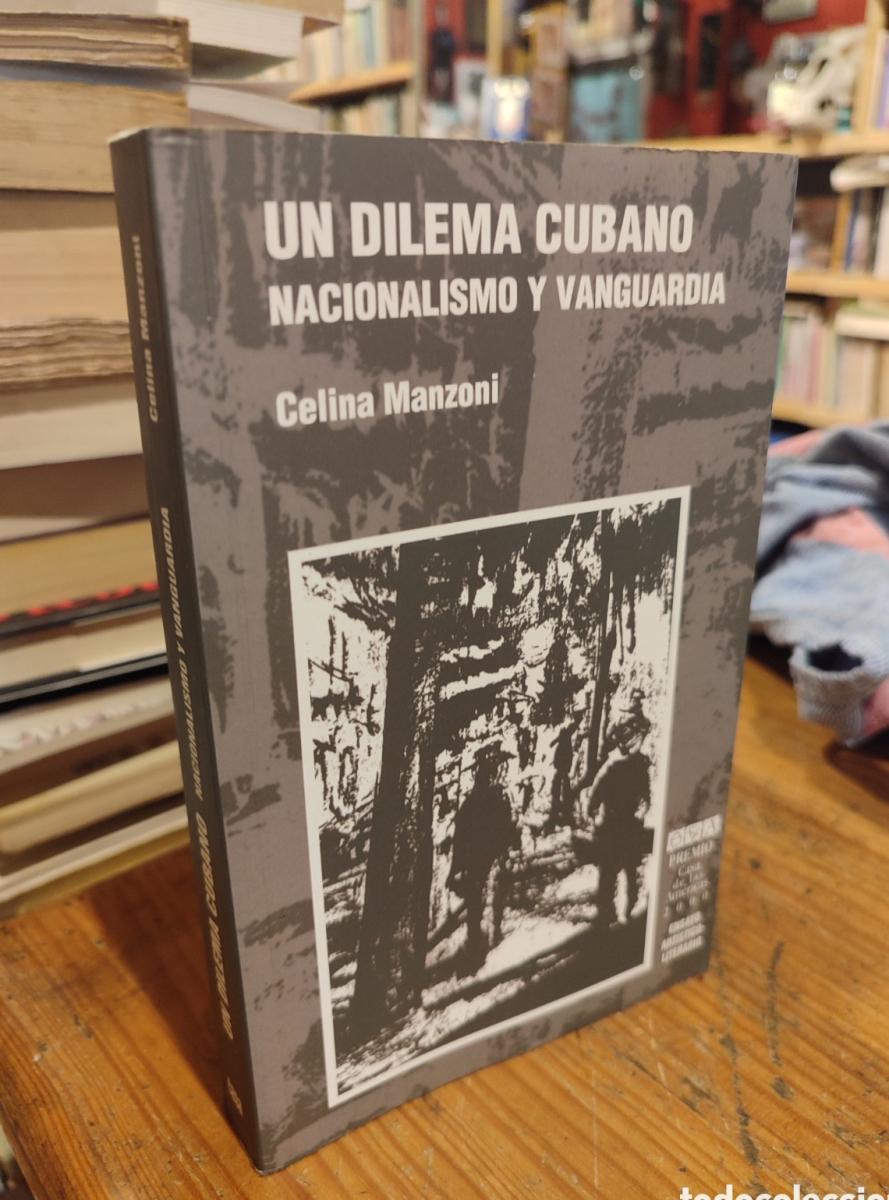 UN DILEMA CUBANO
NACIONALISMO Y VANGUARDIA
Celina Manzoni
PREMIO
Casa
de las
Américas
2000
ENSAYO
ARTÍSTICO-
LITERARIO
Celina Manzoni
UN DILEMA CUBANO NACIONALISMO Y VANGUARDIA
todocoleccio